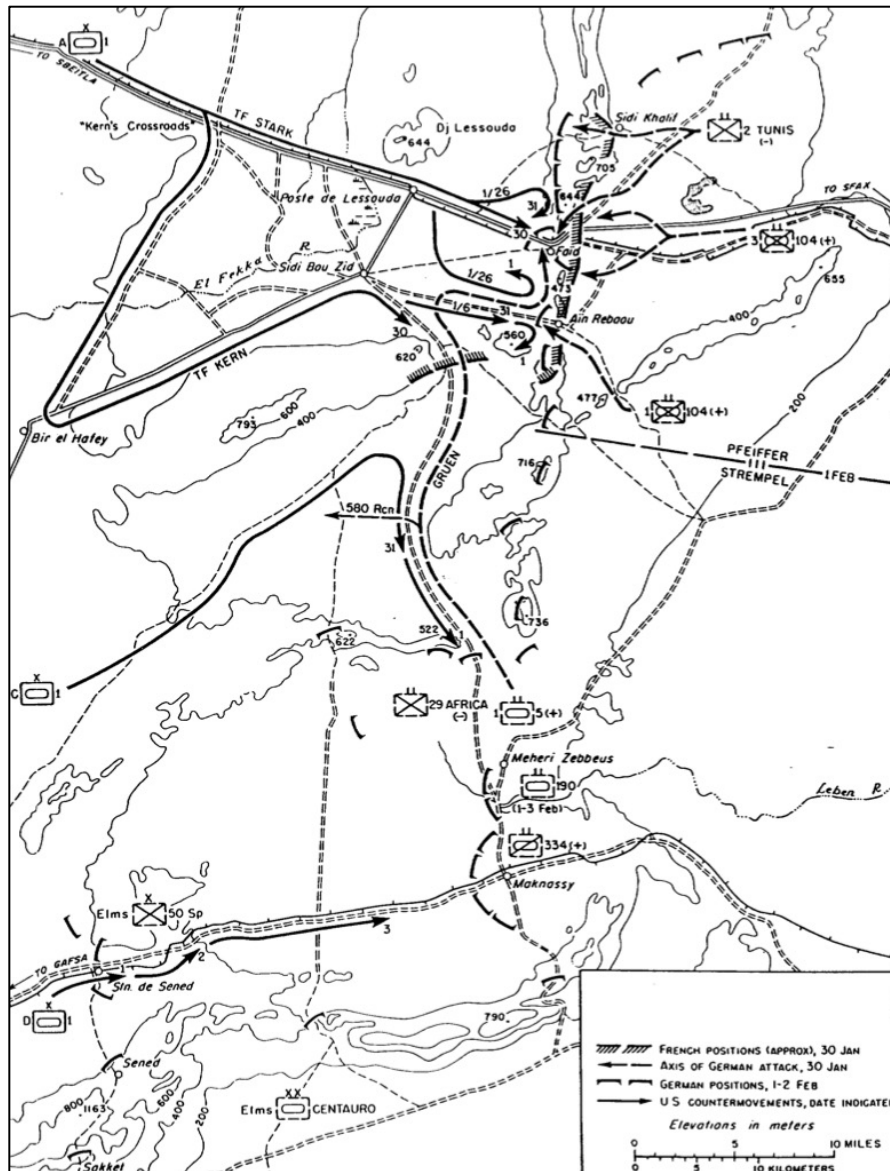 X
A 1
TO SBEITLA
TF STARK
"Kern's Crossroads"
Dj Lessouda
644
Sidi Khalif
2 TUNIS
(-)
705
Poste de Lessouda
1/26
31
644
TO SFAX
30
Faid
3 104 (+)
El Fekka R
Sidi Bou Zid
1/26
1
473
655
400
1/6
31
Ain Rebaou
30
560
620
1
TF KERN
600
400
793
477
1 104 (+)
200
Bir el Hafey
GRUEN
716
PFEIFFER
III
STREMPEL
1 FEB
580 Rcn
31
736
522
1
622
X
C 1
29 AFRICA
(-)
1 5 (+)
Meheri Zebbeus
190
(1-3 Feb)
Leben R
334 (+)
Maknassy
X
Elms 50 Sp
3
TO GAFSA
1
2
Stn. de Sened
X
D 1
790
Sened
800
1163
600
400
200
XX
Elms CENTAURO
Sakket
FRENCH POSITIONS (APPROX), 30 JAN
AXIS OF GERMAN ATTACK, 30 JAN
GERMAN POSITIONS, 1-2 FEB
U S COUNTERMOVEMENTS, DATE INDICATED
Elevations in meters
0 5 10 MILES
0 5 10 KILOMETERS